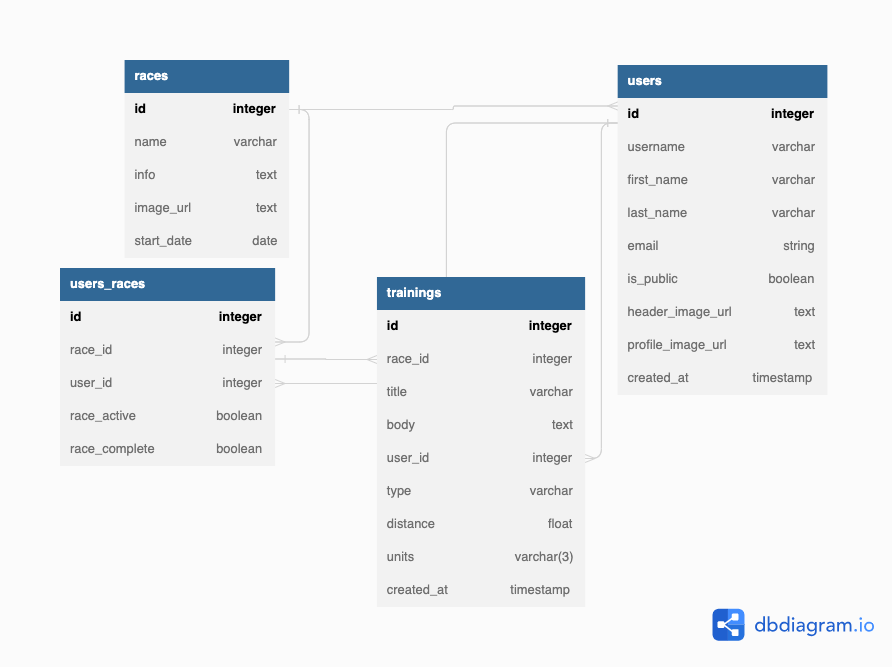 races
id integer
name varchar
info text
image_url text
start_date date
users_races
id integer
race_id integer
user_id integer
race_active boolean
race_complete boolean
trainings
id integer
race_id integer
title varchar
body text
user_id integer
type varchar
distance float
units varchar(3)
created_at timestamp
users
id integer
username varchar
first_name varchar
last_name varchar
email string
is_public boolean
header_image_url text
profile_image_url text
created_at timestamp
dbdiagram.io